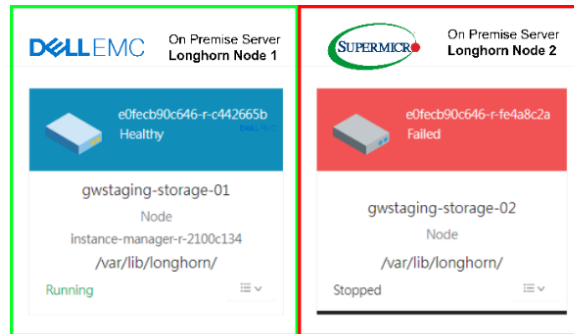 DELLEMC
On Premise Server
Longhorn Node 1
e0fecb90c646-r-c442665b
Healthy
DELLEMC
gwstaging-storage-01
Node
instance-manager-r-2100c134
/var/lib/longhorn/
Running
SUPERMICRO
On Premise Server
Longhorn Node 2
e0fecb90c646-r-fe4a8c2a
Failed
gwstaging-storage-02
Node
/var/lib/longhorn/
Stopped